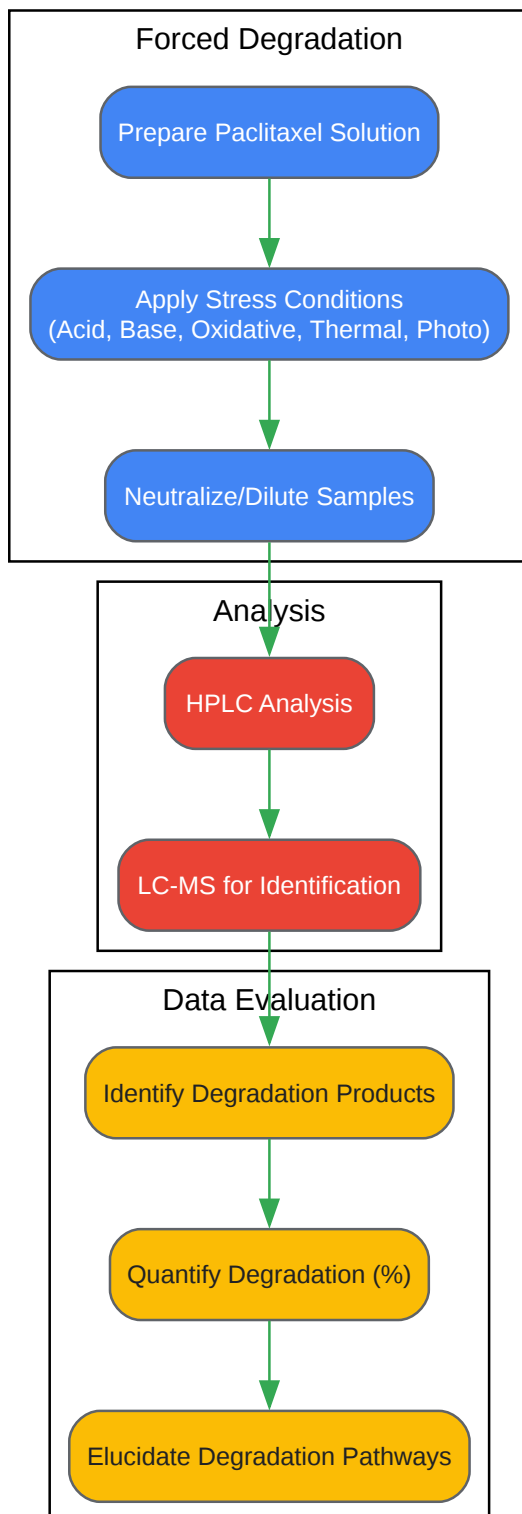 Forced Degradation
Prepare Paclitaxel Solution
Apply Stress Conditions
(Acid, Base, Oxidative, Thermal, Photo)
Neutralize/Dilute Samples
Analysis
HPLC Analysis
LC-MS for Identification
Data Evaluation
Identify Degradation Products
Quantify Degradation (%)
Elucidate Degradation Pathways